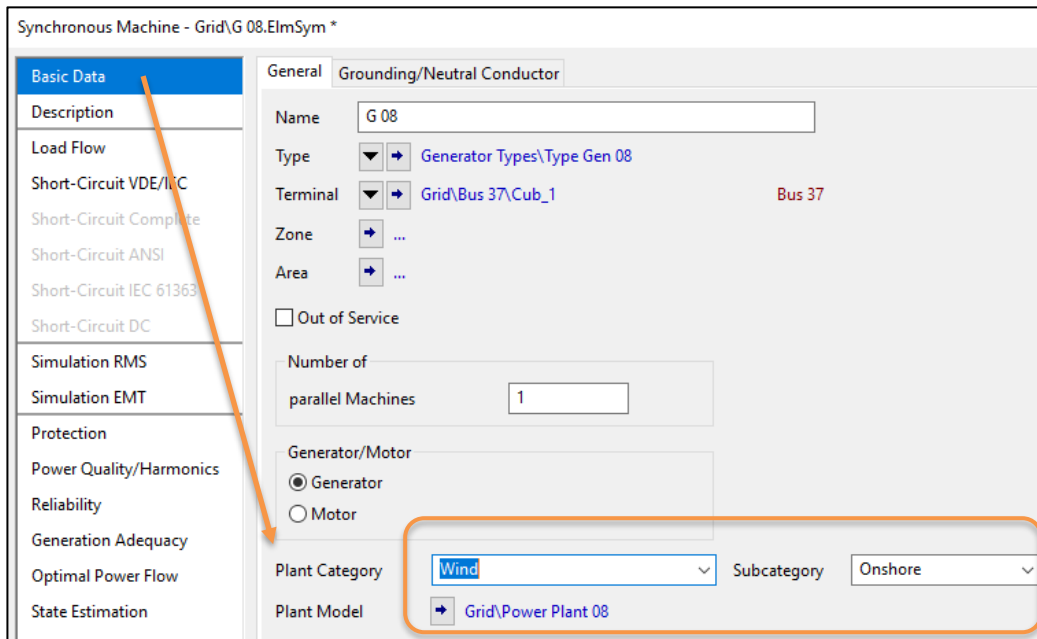 Synchronous Machine - Grid\G 08.ElmSym *
Basic Data
Description
Load Flow
Short-Circuit VDE/IEC
Short-Circuit Complete
Short-Circuit ANSI
Short-Circuit IEC 61363
Short-Circuit DC
Simulation RMS
Simulation EMT
Protection
Power Quality/Harmonics
Reliability
Generation Adequacy
Optimal Power Flow
State Estimation
General Grounding/Neutral Conductor
Name G 08
Type Generator Types\Type Gen 08
Terminal Grid\Bus 37\Cub_1 Bus 37
Zone ...
Area ...
Out of Service
Number of
parallel Machines 1
Generator/Motor
Generator
Motor
Plant Category Wind Subcategory Onshore
Plant Model Grid\Power Plant 08